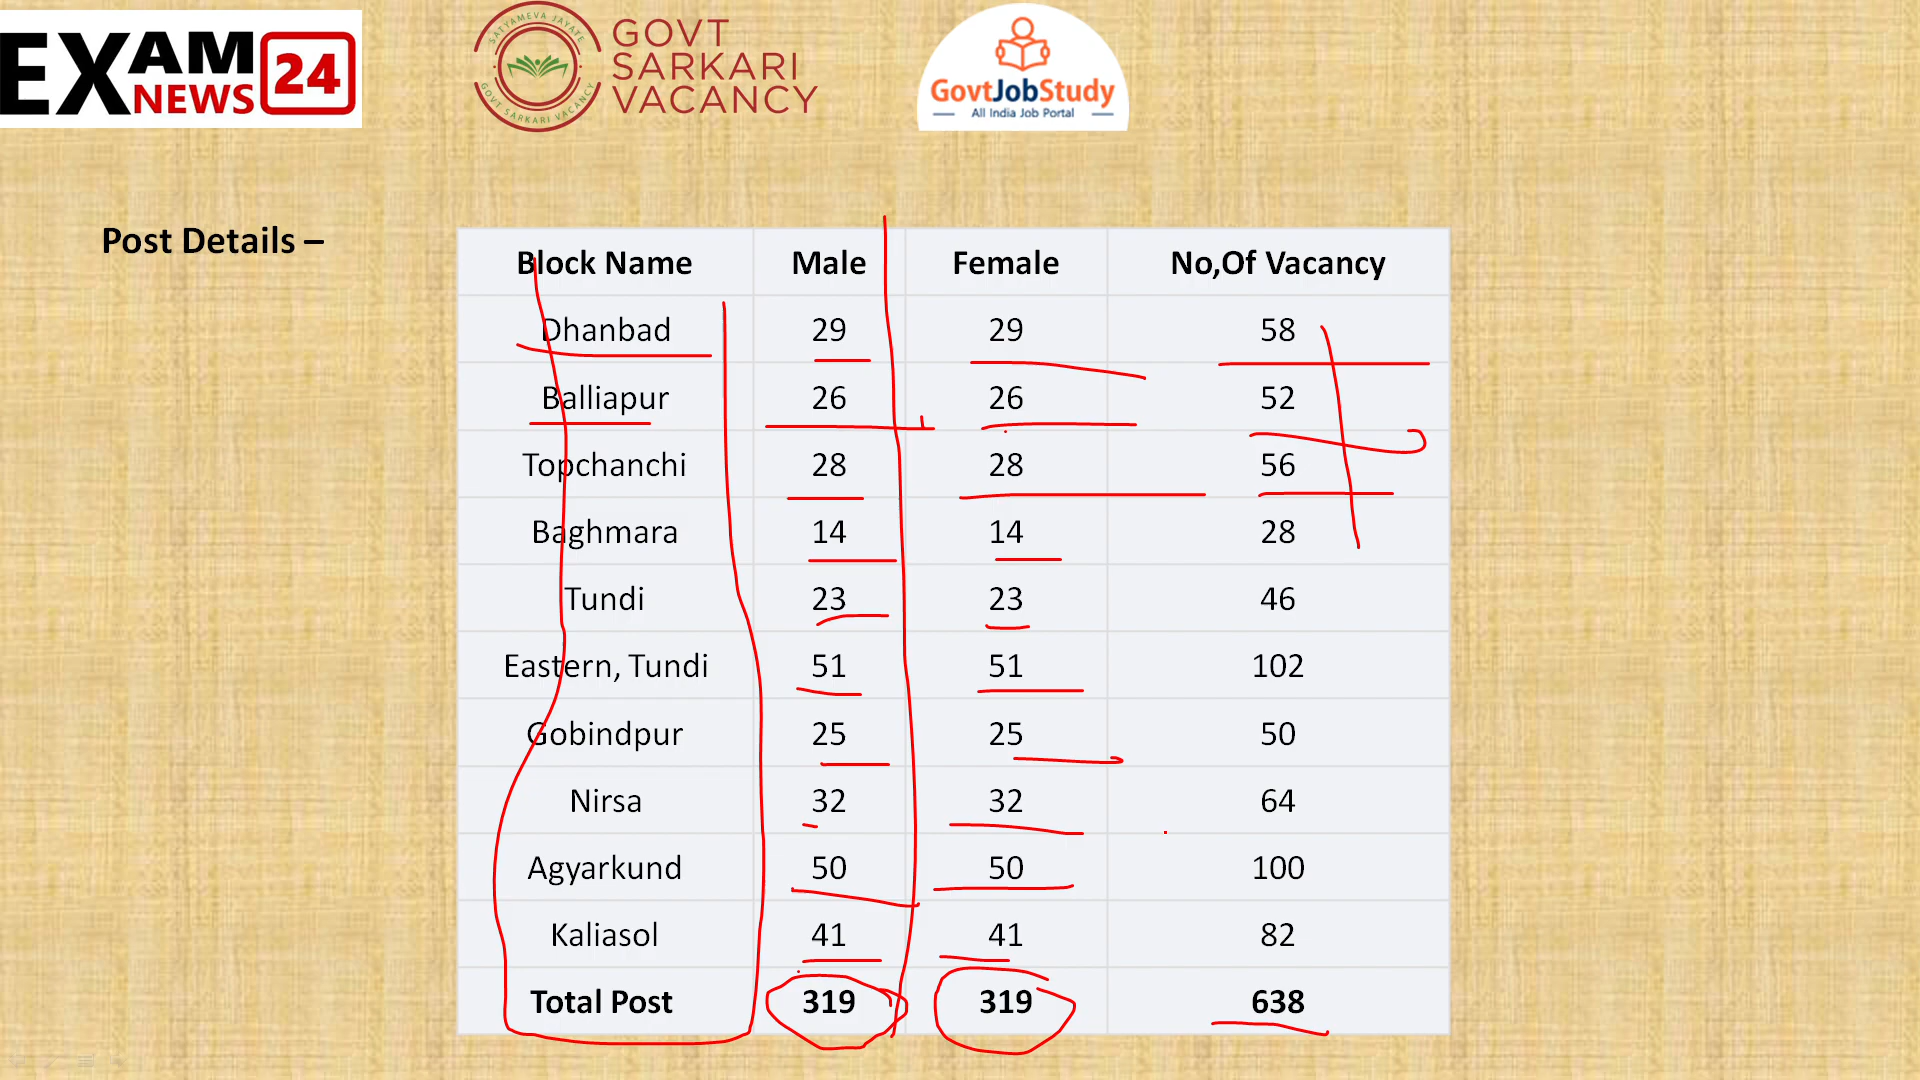 EXAM NEWS 24
SATYAMEVA JAYATE
GOVT SARKARI VACANCY
GOVT
SARKARI
VACANCY
GovtJobStudy
All India Job Portal
Post Details –
Block Name Male Female No,Of Vacancy
Dhanbad 29 29 58
Balliapur 26 26 52
Topchanchi 28 28 56
Baghmara 14 14 28
Tundi 23 23 46
Eastern, Tundi 51 51 102
Gobindpur 25 25 50
Nirsa 32 32 64
Agyarkund 50 50 100
Kaliasol 41 41 82
Total Post 319 319 638